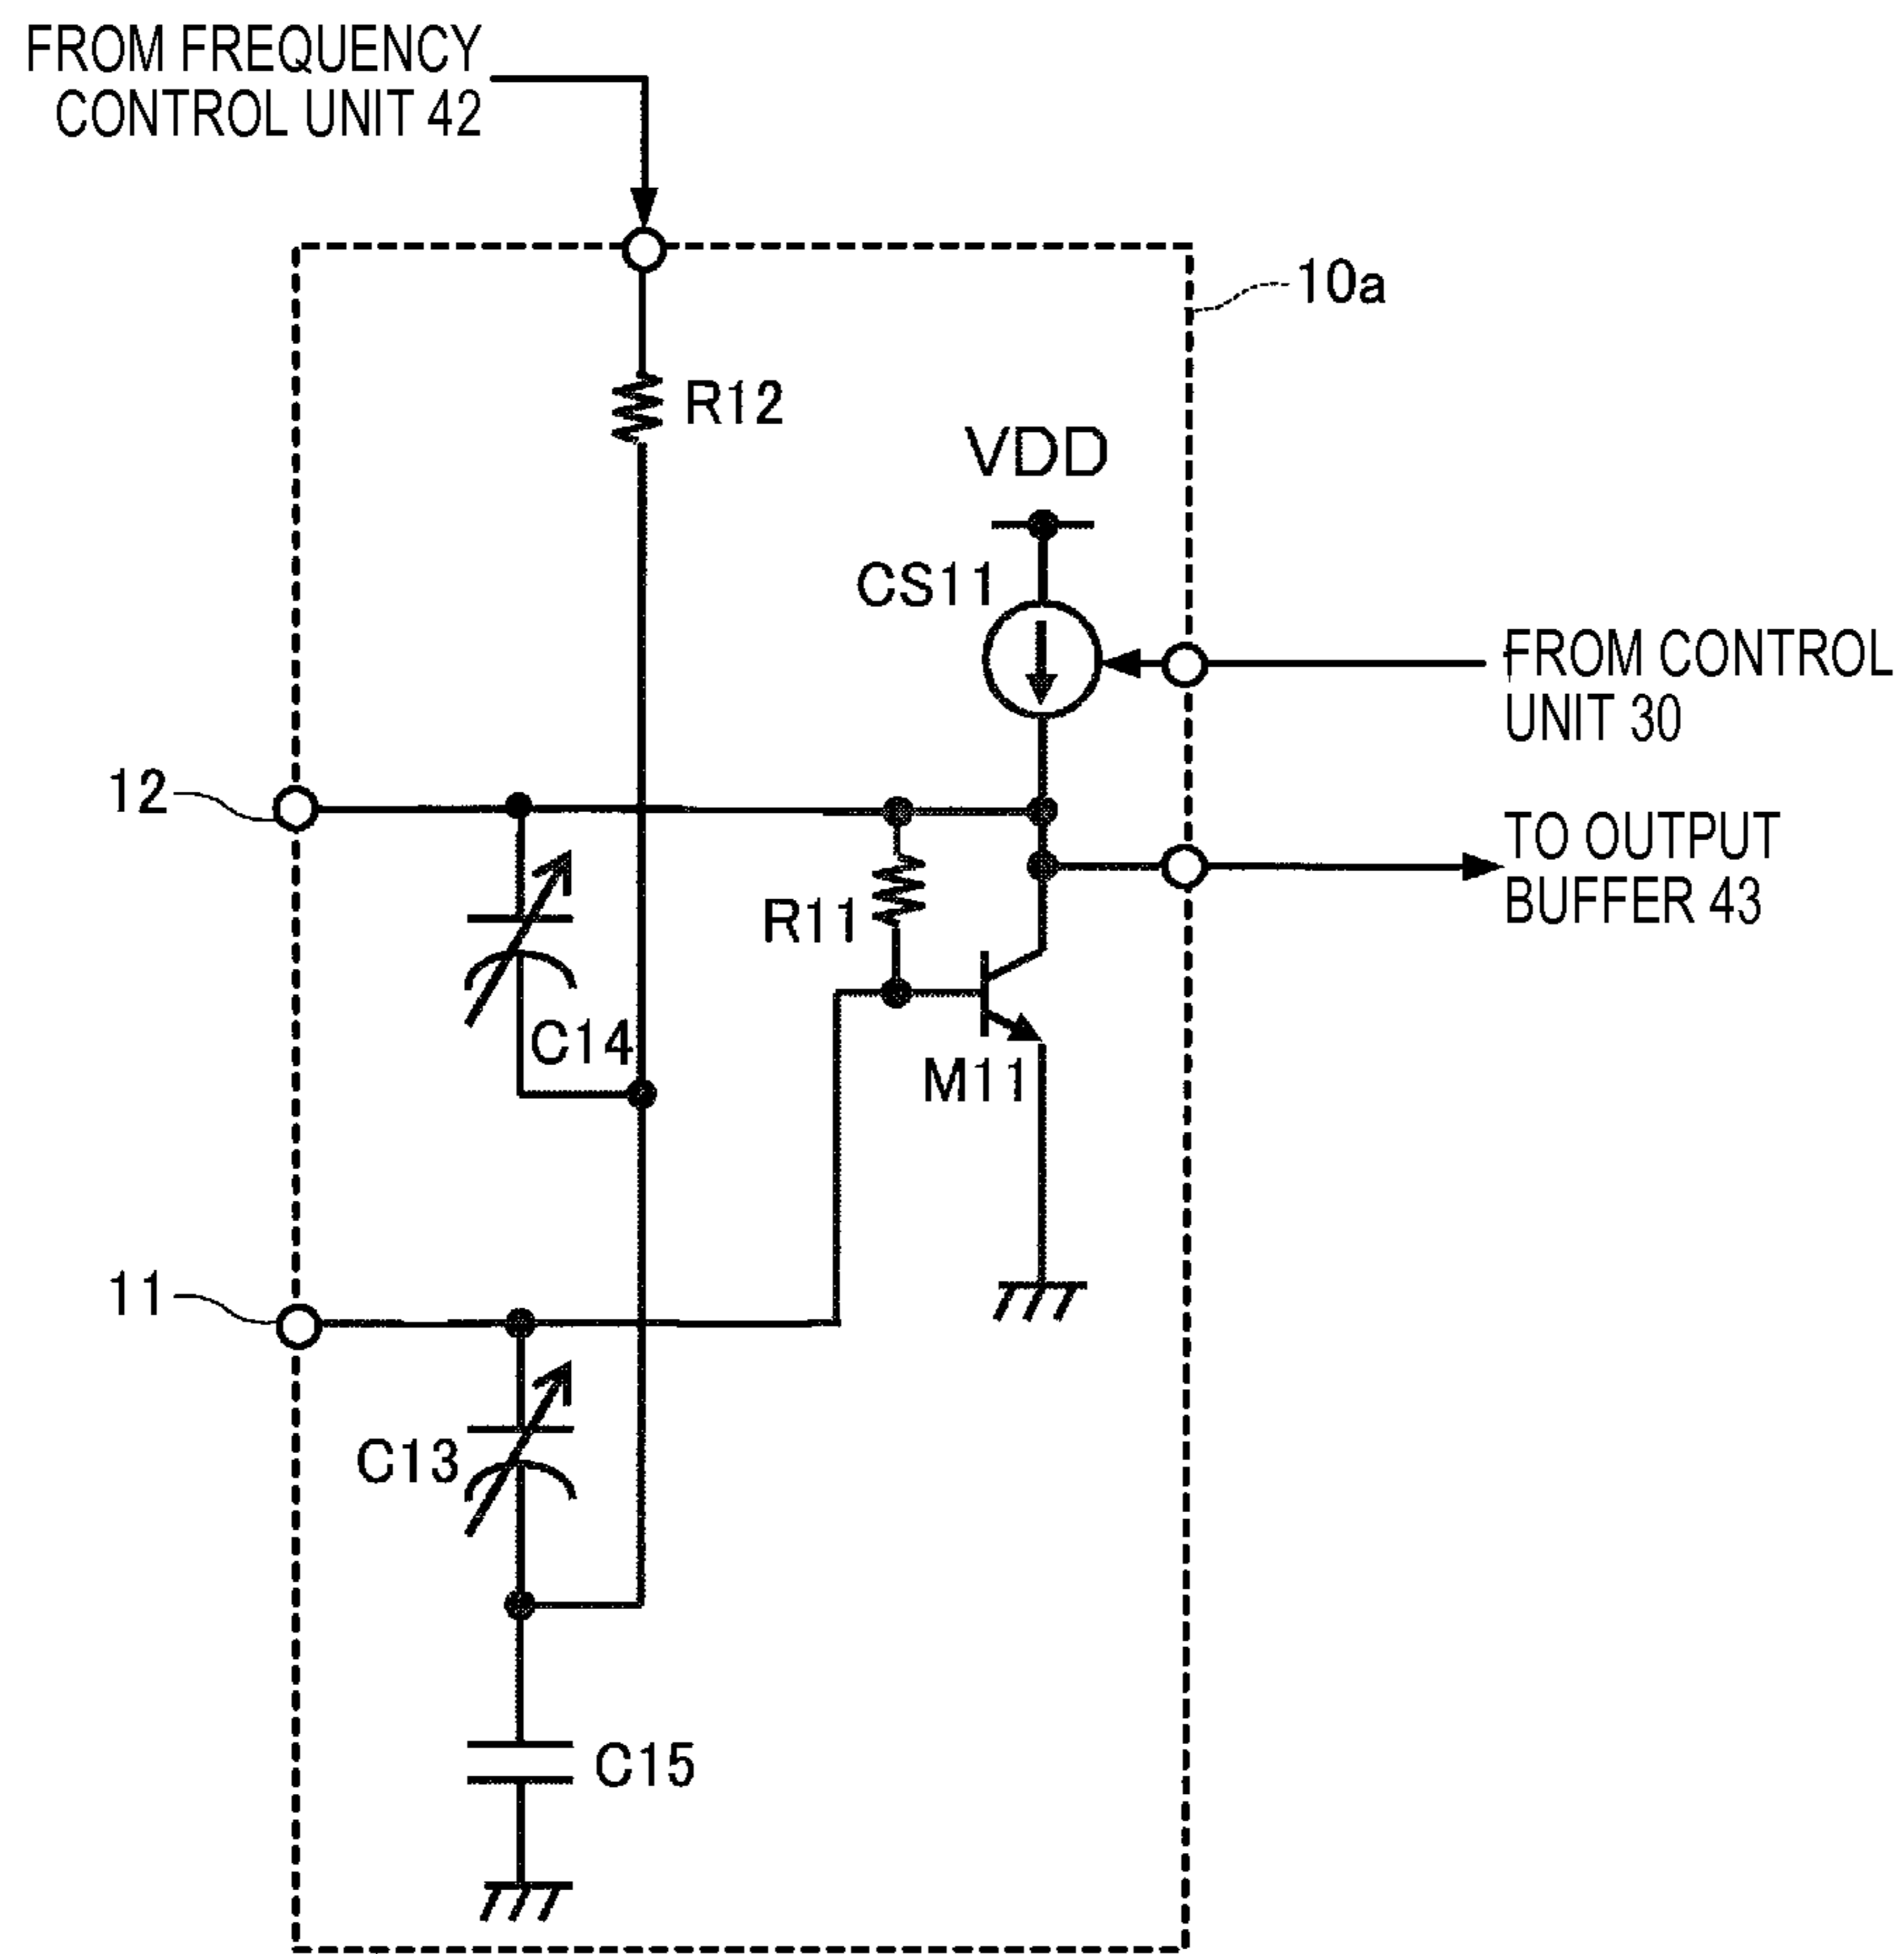 FROM FREQUENCY
CONTROL UNIT 42
10a
R12
VDD
CS11
FROM CONTROL
UNIT 30
12
TO OUTPUT
BUFFER 43
R11
C14
M11
11
C13
C15